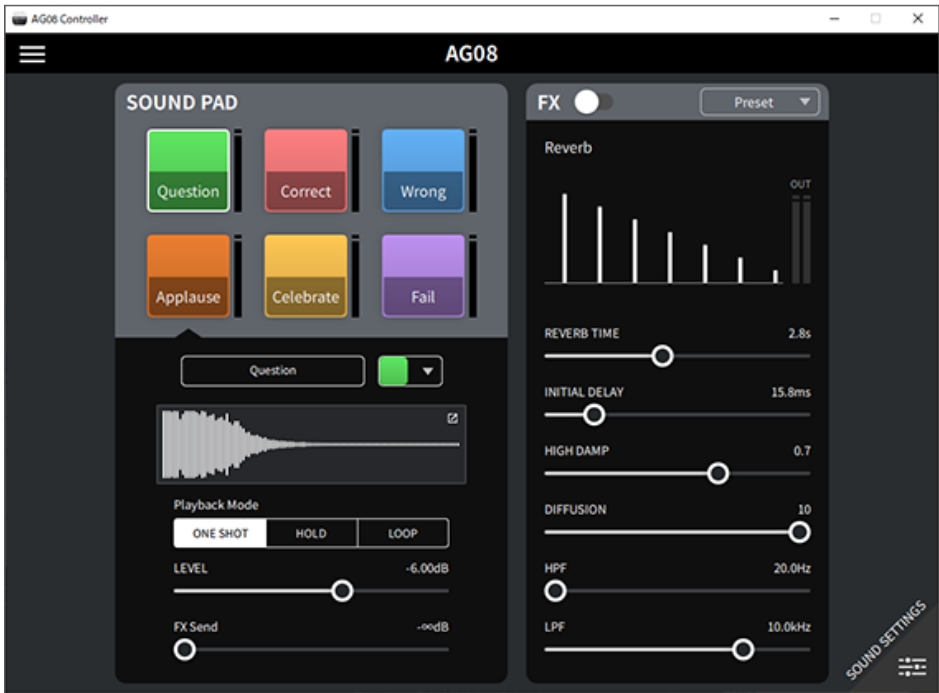 AG08 Controller
AG08
SOUND PAD
Question
Correct
Wrong
Applause
Celebrate
Fail
Question
Playback Mode
ONE SHOT
HOLD
LOOP
LEVEL -6.00dB
FX Send -∞dB
FX
Preset
Reverb
OUT
REVERB TIME 2.8s
INITIAL DELAY 15.8ms
HIGH DAMP 0.7
DIFFUSION 10
HPF 20.0Hz
LPF 10.0kHz
SOUND SETTINGS